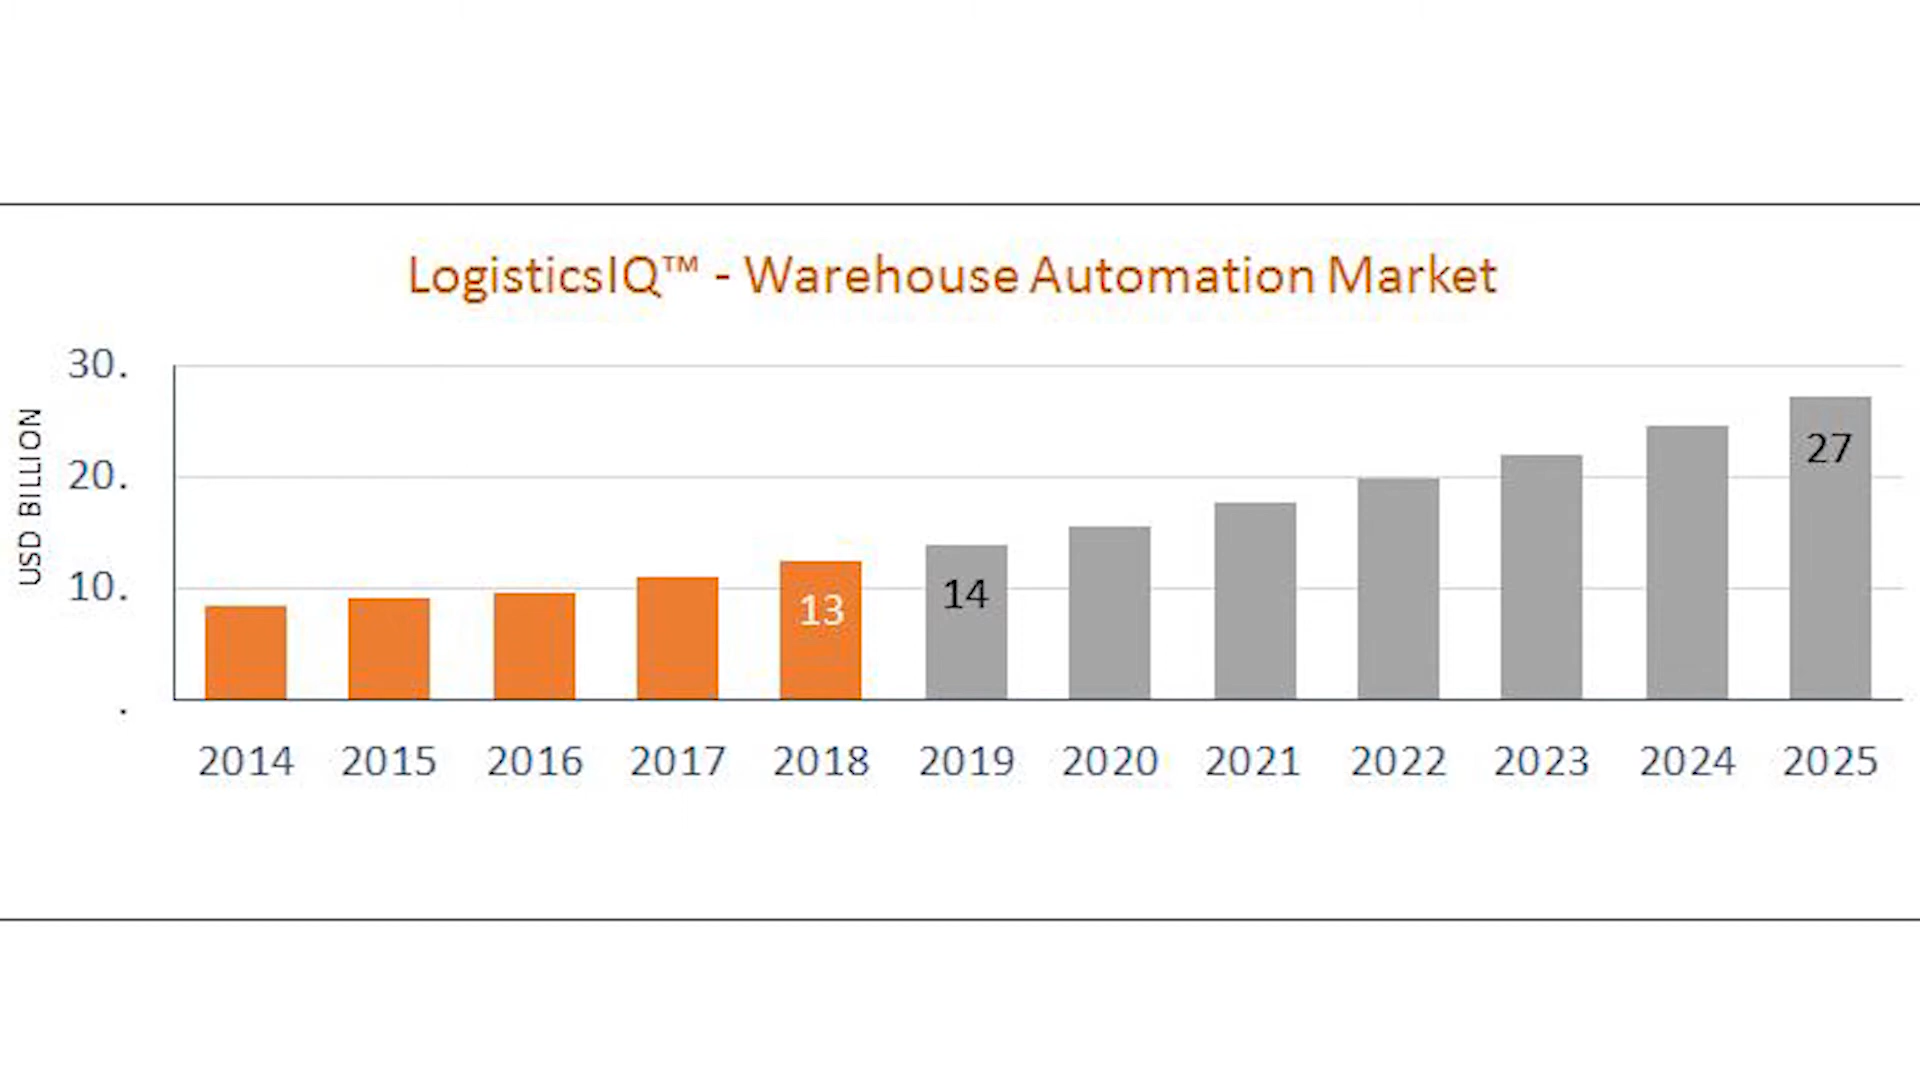 LogisticsIQ™ - Warehouse Automation Market
USD BILLION
30.
20.
10.
.
13
14
27
2014 2015 2016 2017 2018 2019 2020 2021 2022 2023 2024 2025